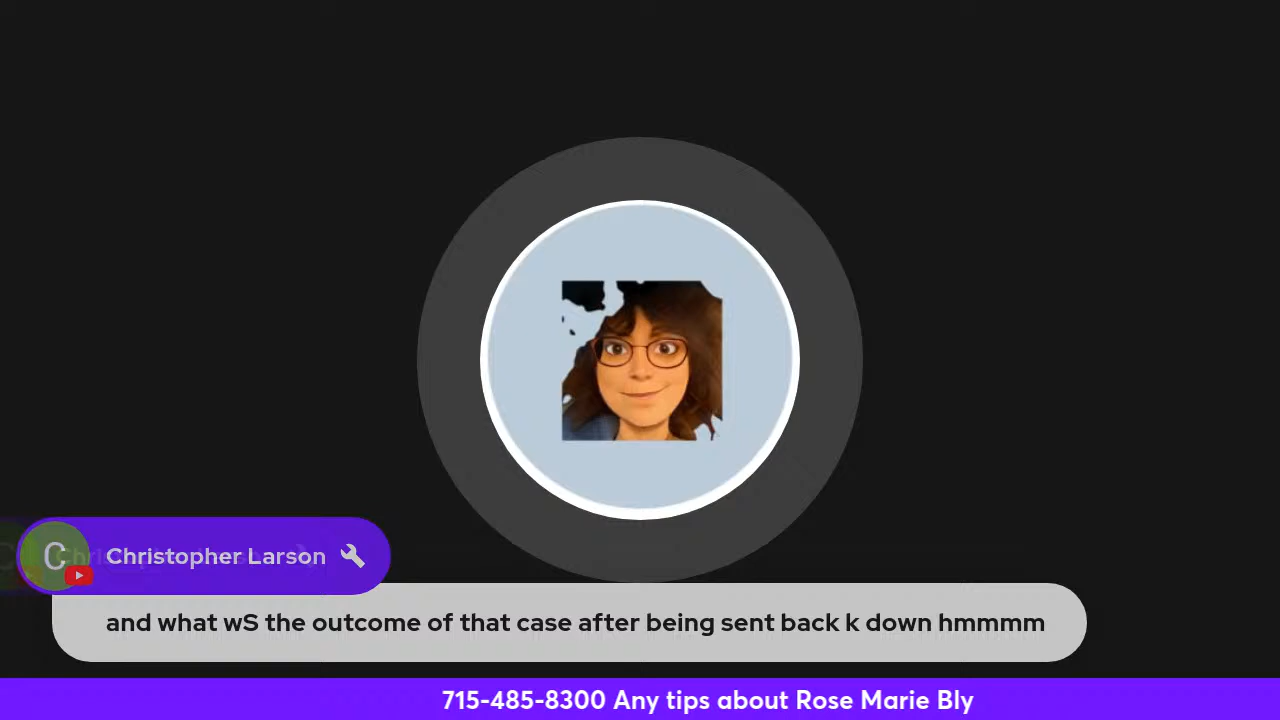 C Christopher Larson
and what wS the outcome of that case after being sent back k down hmmmm
715-485-8300 Any tips about Rose Marie Bly